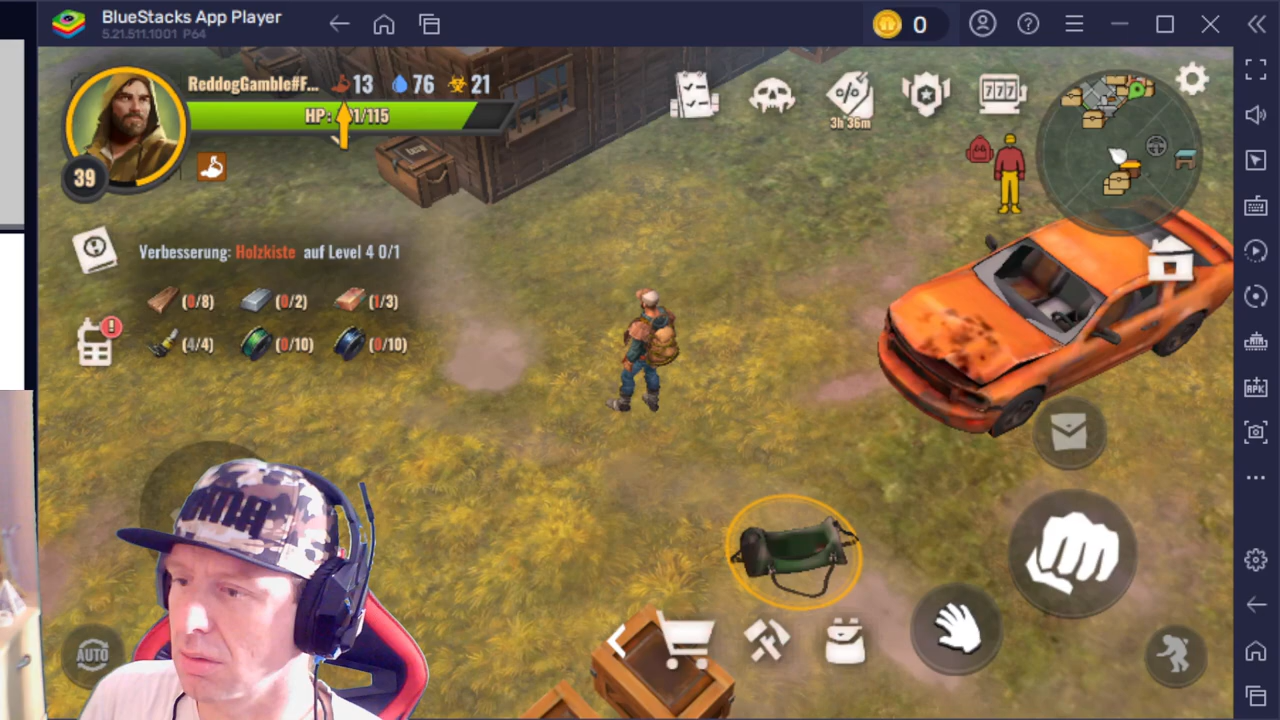 BlueStacks App Player
5.21.511.1001 P64
0
ReddogGamble#F... 13 76 21
HP: 1/115
39
777
3h 36m
Verbesserung: Holzkiste auf Level 4 0/1
(0/8) (0/2) (1/3)
(4/4) (0/10) (0/10)
AUTO
APK